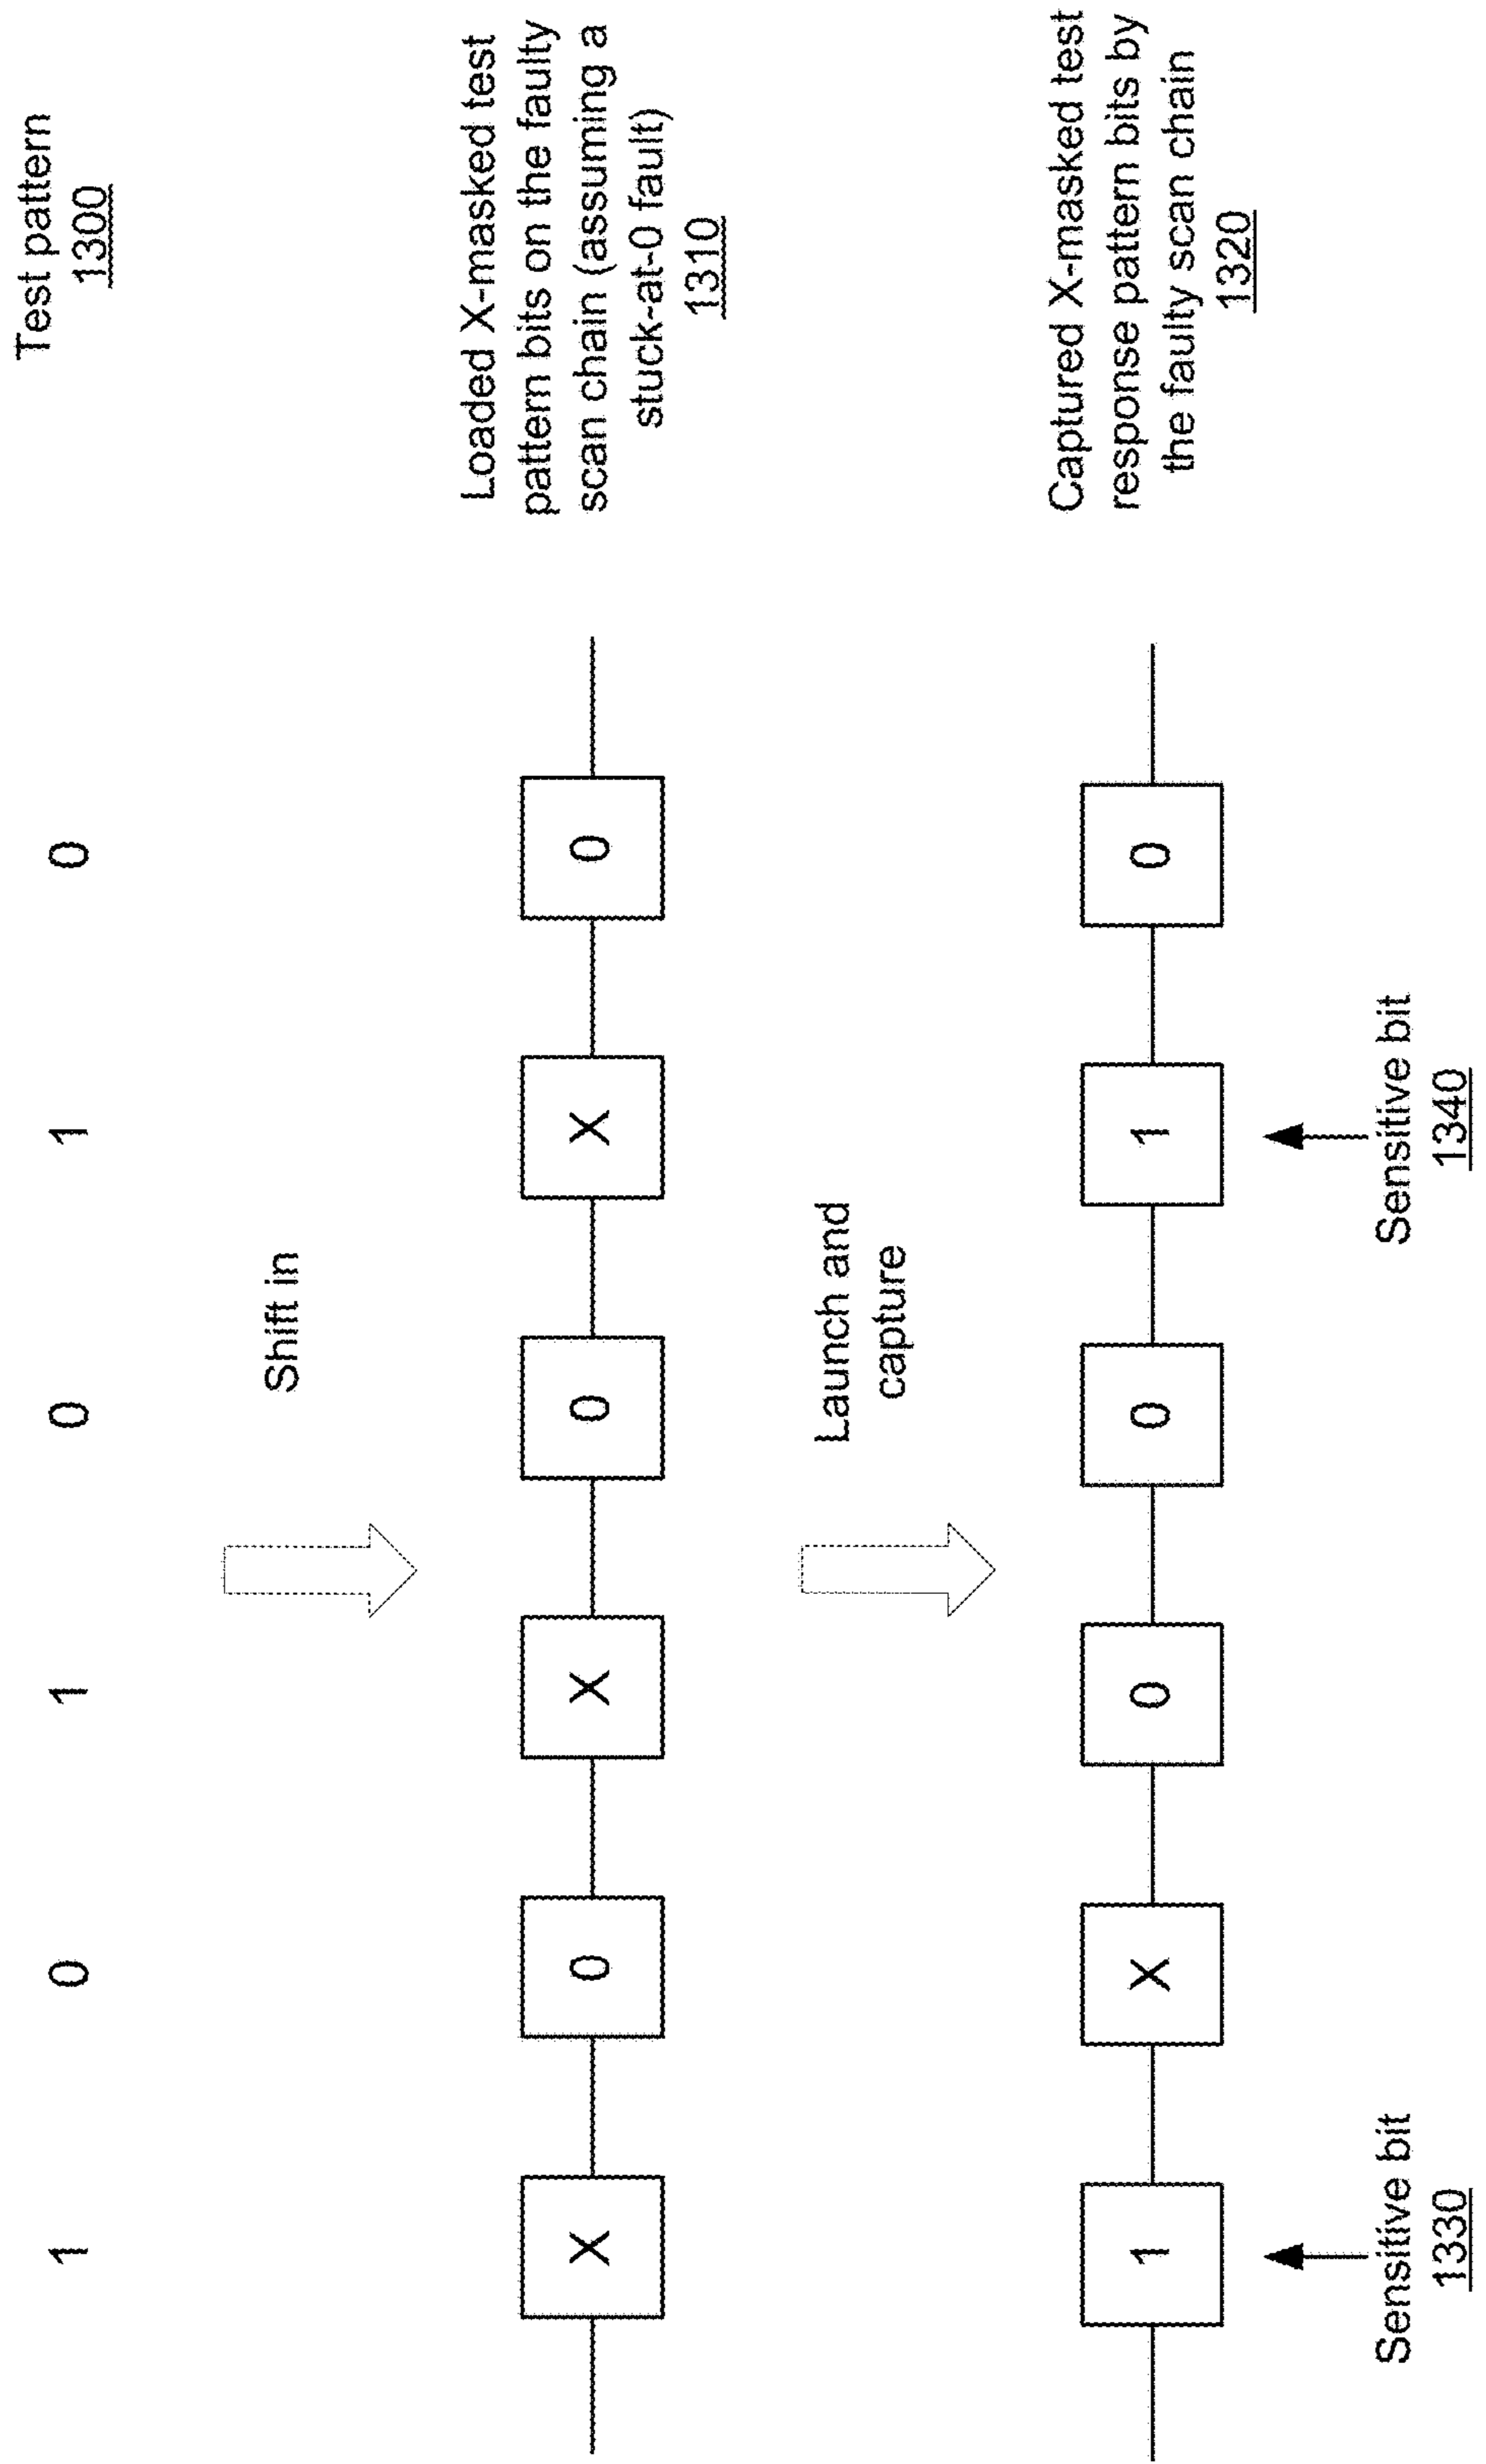 1 0 1 0 1 0
Test pattern
1300
Shift in
X 0 X 0 X 0
Loaded X-masked test
pattern bits on the faulty
scan chain (assuming a
stuck-at-0 fault)
1310
Launch and
capture
1 X 0 0 1 0
Captured X-masked test
response pattern bits by
the faulty scan chain
1320
Sensitive bit
1330
Sensitive bit
1340